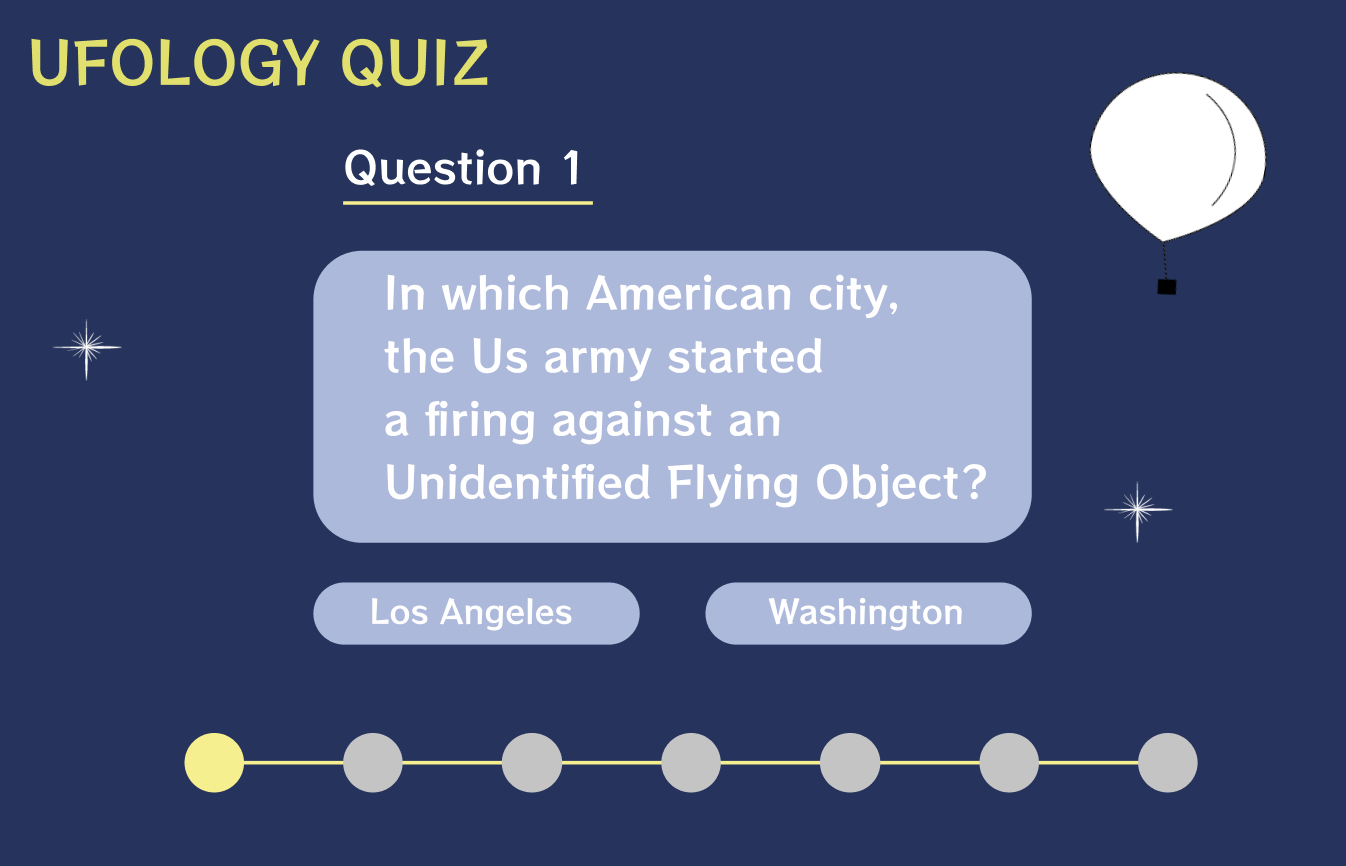 UFOLOGY QUIZ
Question 1
In which American city,
the Us army started
a firing against an
Unidentified Flying Object?
Los Angeles
Washington